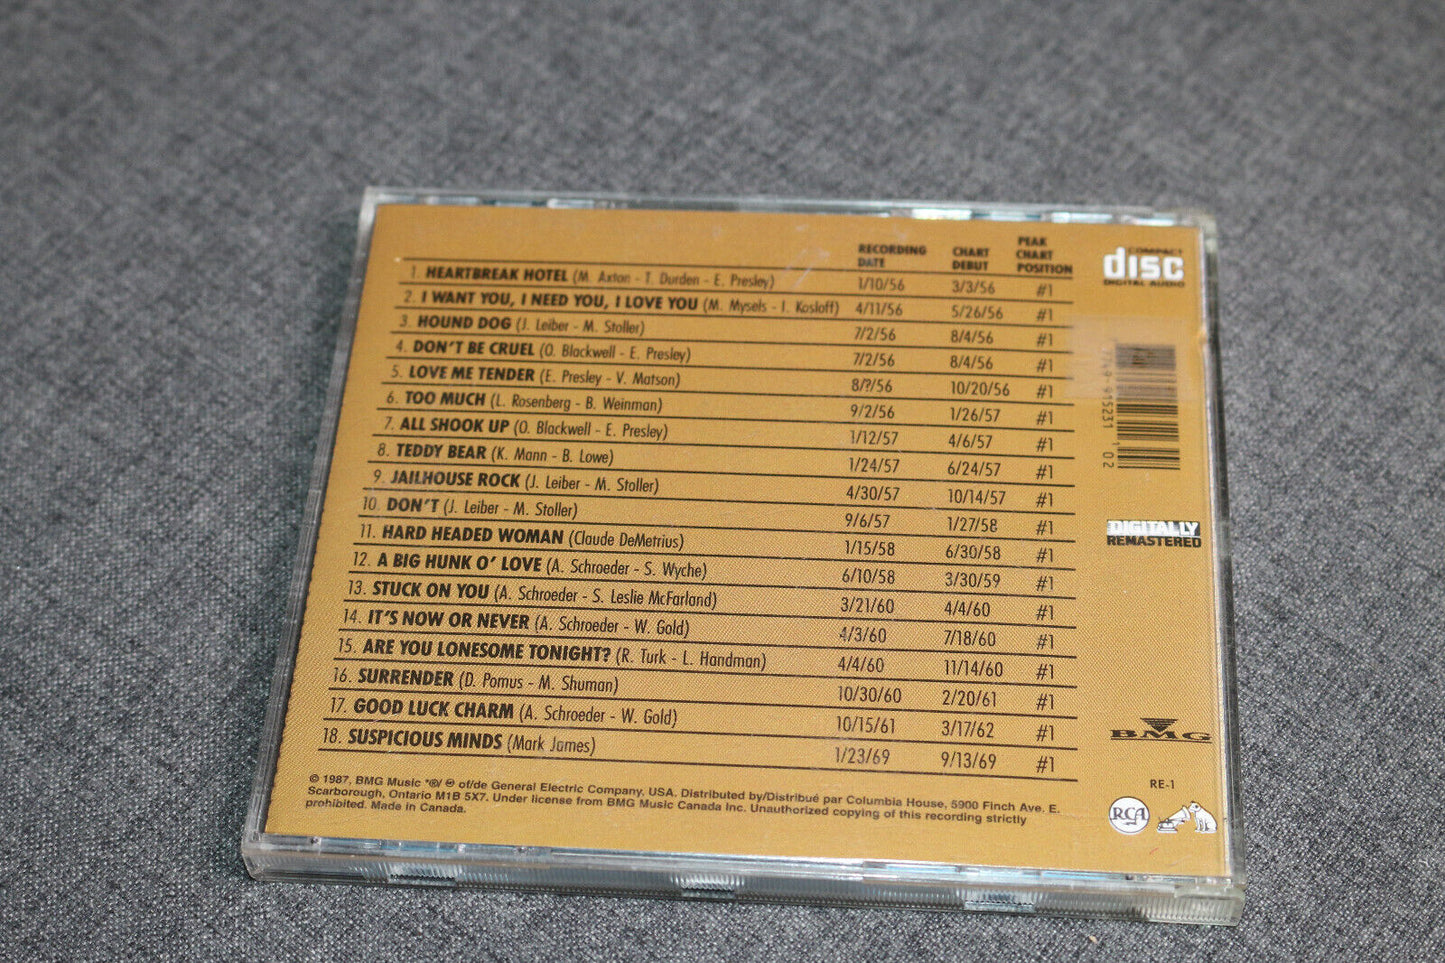 RECORDING DATE CHART DEBUT PEAK CHART POSITION
1. HEARTBREAK HOTEL (M. Axton - T. Durden - E. Presley) 1/10/56 3/3/56 #1
2. I WANT YOU, I NEED YOU, I LOVE YOU (M. Mysels - I. Kosloff) 4/11/56 5/26/56 #1
3. HOUND DOG (J. Leiber - M. Stoller) 7/2/56 8/4/56 #1
4. DON'T BE CRUEL (O. Blackwell - E. Presley) 7/2/56 8/4/56 #1
5. LOVE ME TENDER (E. Presley - V. Matson) 8/?/56 10/20/56 #1
6. TOO MUCH (L. Rosenberg - B. Weinman) 9/2/56 1/26/57 #1
7. ALL SHOOK UP (O. Blackwell - E. Presley) 1/12/57 4/6/57 #1
8. TEDDY BEAR (K. Mann - B. Lowe) 1/24/57 6/24/57 #1
9. JAILHOUSE ROCK (J. Leiber - M. Stoller) 4/30/57 10/14/57 #1
10. DON'T (J. Leiber - M. Stoller) 9/6/57 1/27/58 #1
11. HARD HEADED WOMAN (Claude DeMetrius) 1/15/58 6/30/58 #1
12. A BIG HUNK O' LOVE (A. Schroeder - S. Wyche) 6/10/58 3/30/59 #1
13. STUCK ON YOU (A. Schroeder - S. Leslie McFarland) 3/21/60 4/4/60 #1
14. IT'S NOW OR NEVER (A. Schroeder - W. Gold) 4/3/60 7/18/60 #1
15. ARE YOU LONESOME TONIGHT? (R. Turk - L. Handman) 4/4/60 11/14/60 #1
16. SURRENDER (D. Pomus - M. Shuman) 10/30/60 2/20/61 #1
17. GOOD LUCK CHARM (A. Schroeder - W. Gold) 10/15/61 3/17/62 #1
18. SUSPICIOUS MINDS (Mark James) 1/23/69 9/13/69 #1
© 1987, BMG Music *®/ ℗ of/de General Electric Company, USA. Distributed by/Distribué par Columbia House, 5900 Finch Ave. E.
Scarborough, Ontario M1B 5X7. Under license from BMG Music Canada Inc. Unauthorized copying of this recording strictly
prohibited. Made in Canada.
COMPACT
disc
DIGITAL AUDIO
1 02
DIGITALLY
REMASTERED
BMG
RE-1
RCA